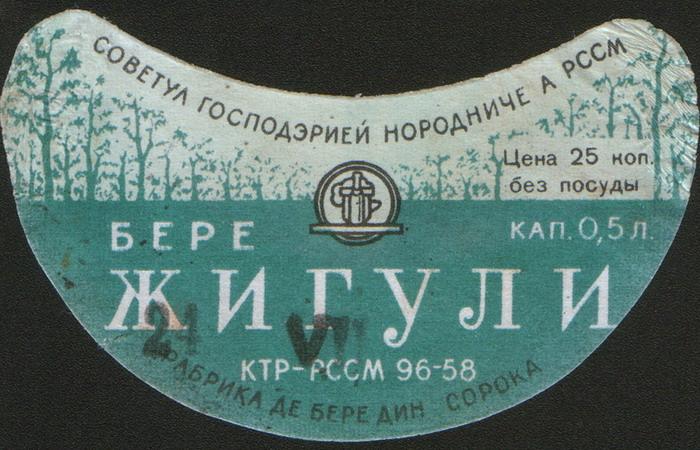 СОВЕТУЛ ГОСПОДЭРИЕЙ НОРОДНИЧЕ А РССМ
Цена 25 коп.
без посуды
БЕРЕ
КАП. 0,5 л.
ЖИГУЛИ
24 VII
КТР-РССМ 96-58
ФАБРИКА ДЕ БЕРЕ ДИН СОРОКА